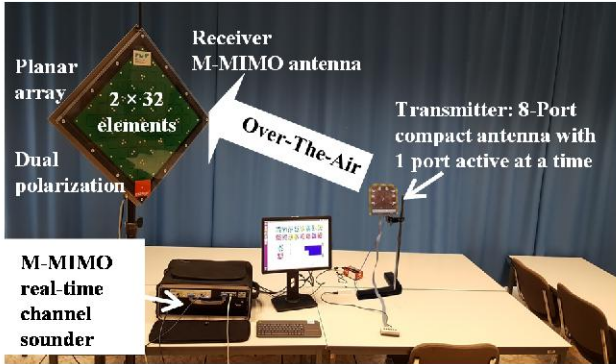 Receiver
M-MIMO antenna
Planar
array
2 × 32
elements
Dual
polarization
Over-The-Air
Transmitter: 8-Port
compact antenna with
1 port active at a time
M-MIMO
real-time
channel
sounder